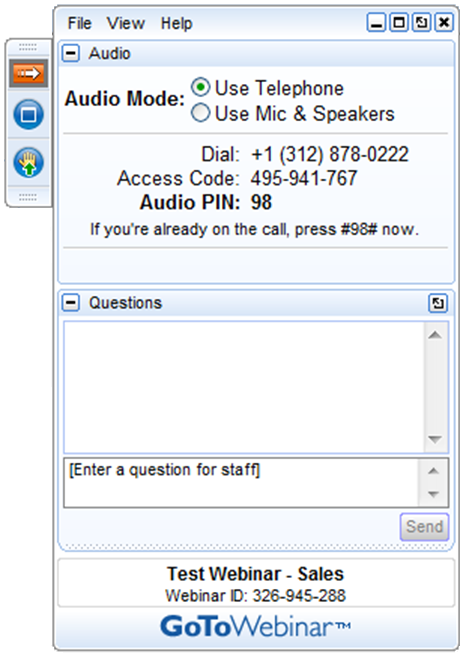 File View Help
Audio
Audio Mode: Use Telephone
Use Mic & Speakers
Dial: +1 (312) 878-0222
Access Code: 495-941-767
Audio PIN: 98
If you're already on the call, press #98# now.
Questions
[Enter a question for staff]
Send
Test Webinar - Sales
Webinar ID: 326-945-288
GoToWebinar™